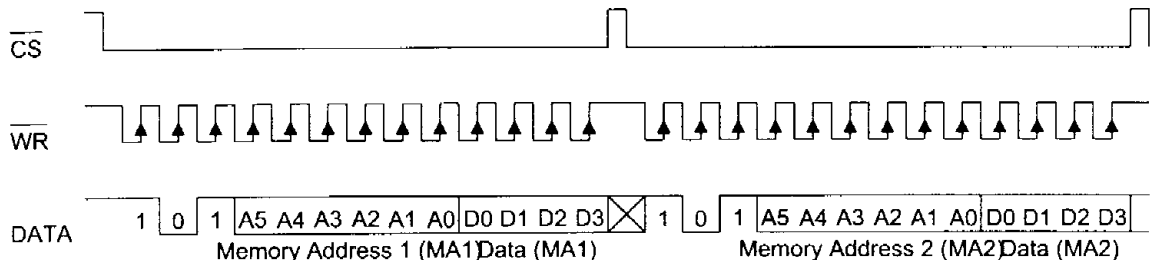 CS
WR
DATA 1 0 1 A5 A4 A3 A2 A1 A0 D0 D1 D2 D3 1 0 1 A5 A4 A3 A2 A1 A0 D0 D1 D2 D3
Memory Address 1 (MA1)Data (MA1) Memory Address 2 (MA2)Data (MA2)